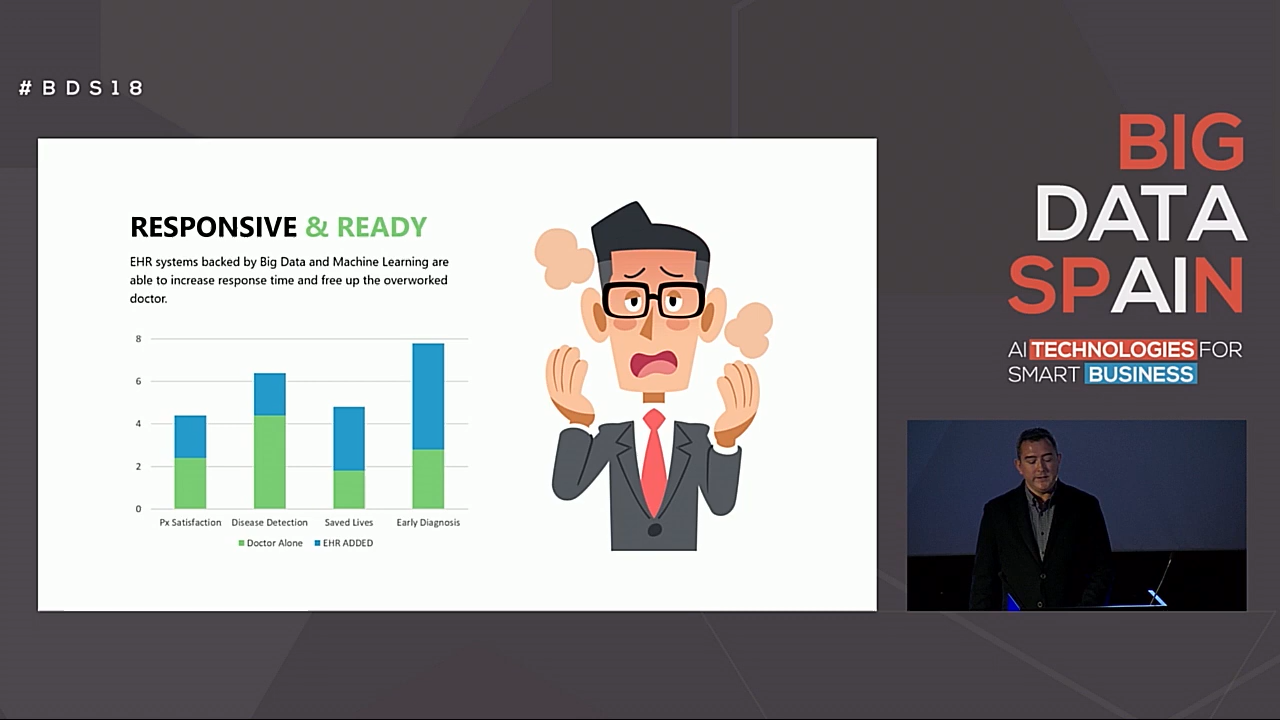 #BDS18
BIG
DATA
SPAIN
AI TECHNOLOGIES FOR
SMART BUSINESS
RESPONSIVE & READY
EHR systems backed by Big Data and Machine Learning are
able to increase response time and free up the overworked
doctor.
8
6
4
2
0
Px Satisfaction Disease Detection Saved Lives Early Diagnosis
Doctor Alone EHR ADDED